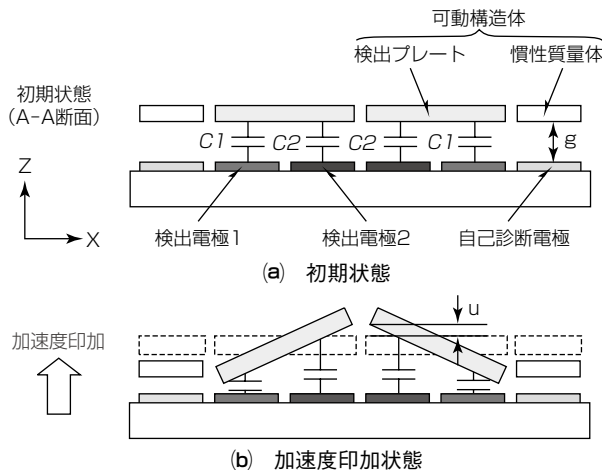 可動構造体
検出プレート
慣性質量体
初期状態
(A-A断面)
C1 C2 C2 C1
g
Z
X
検出電極1
検出電極2
自己診断電極
(a) 初期状態
u
加速度印加
(b) 加速度印加状態